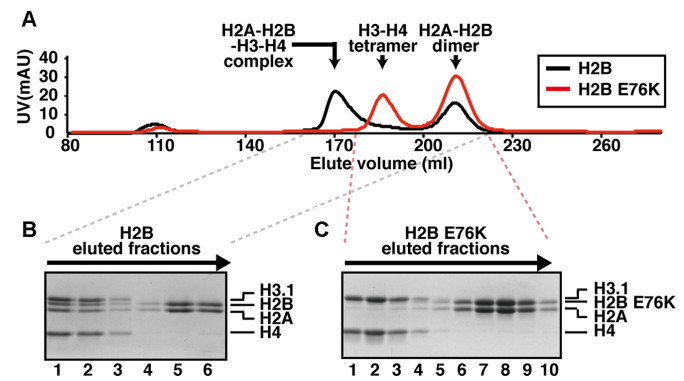 A
H2A-H2B
-H3-H4
complex
H3-H4
tetramer
H2A-H2B
dimer
H2B
H2B E76K
UV(mAU)
40
30
20
10
0
80 110 140 170 200 230 260
Elute volume (ml)
B
H2B
eluted fractions
H3.1
H2B
H2A
H4
1 2 3 4 5 6
C
H2B E76K
eluted fractions
H3.1
H2B E76K
H2A
H4
1 2 3 4 5 6 7 8 9 10